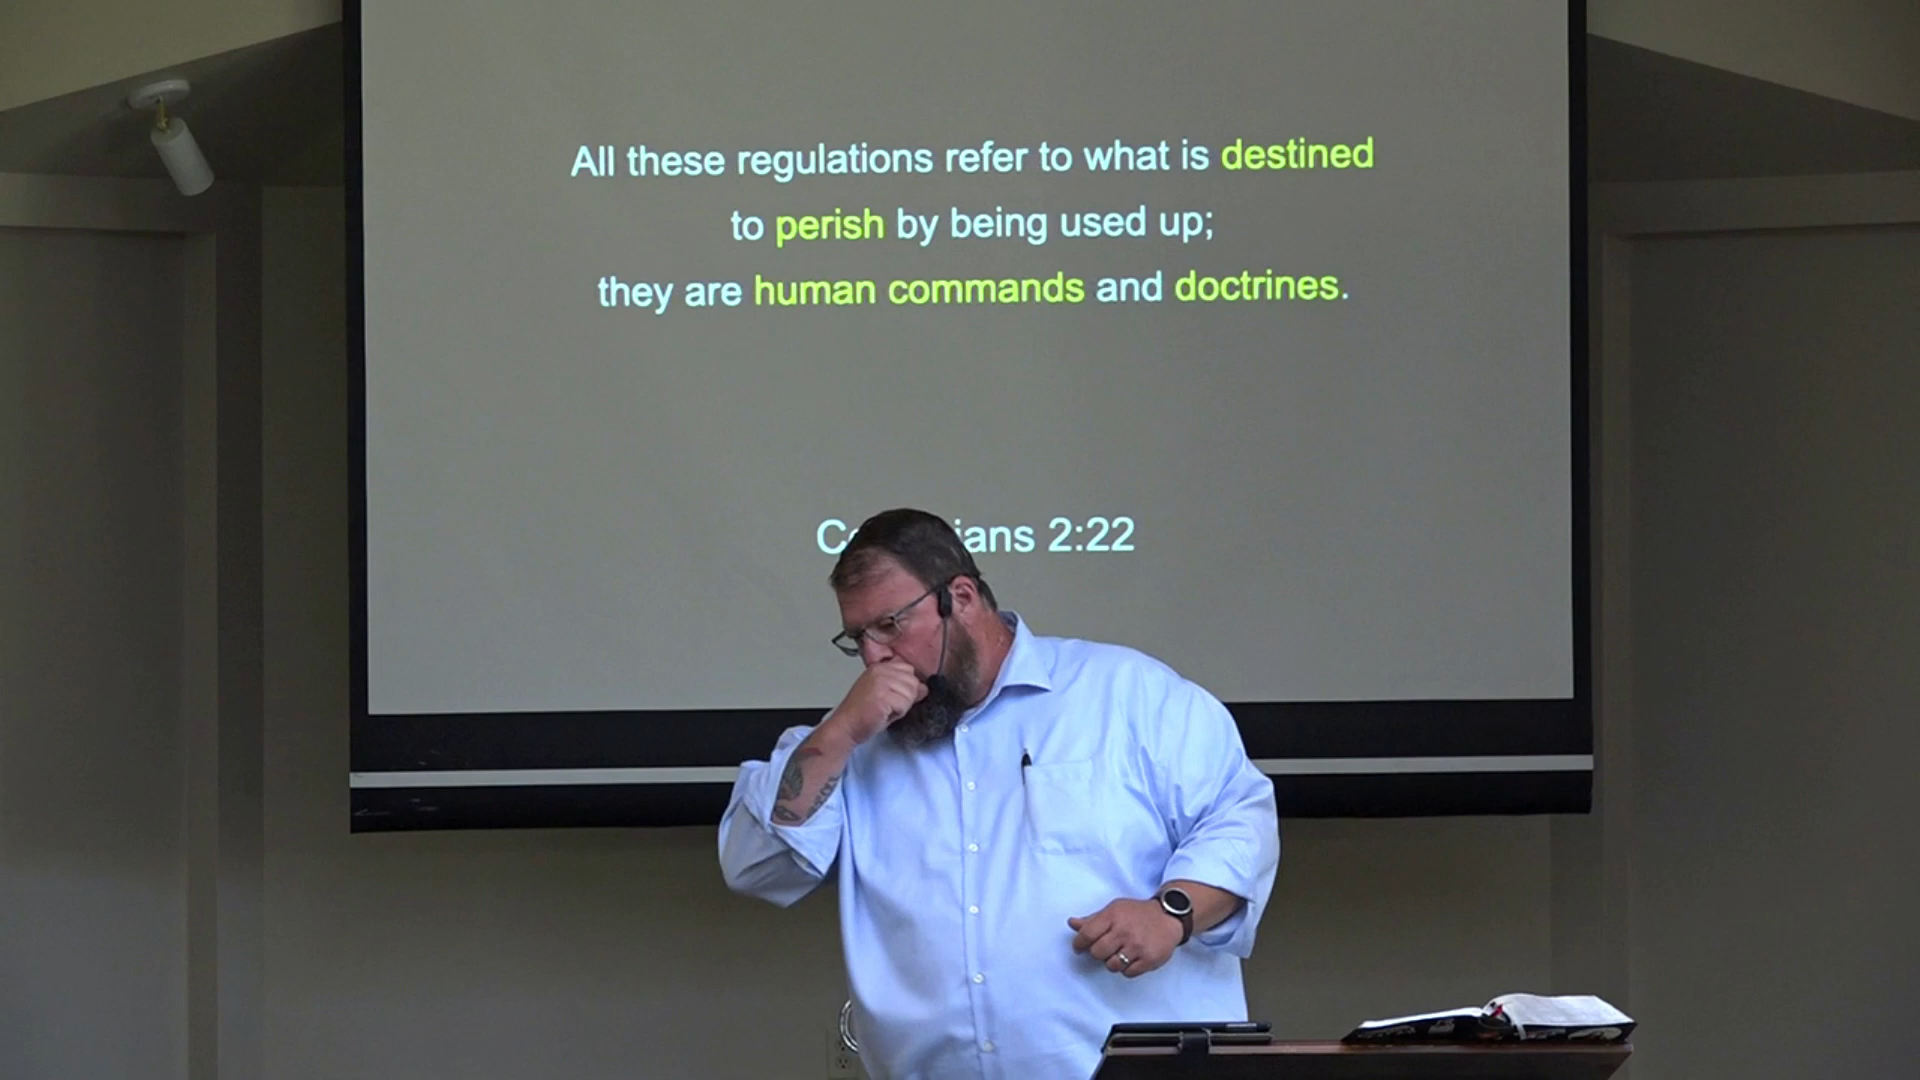 All these regulations refer to what is destined
to perish by being used up;
they are human commands and doctrines.
2:22